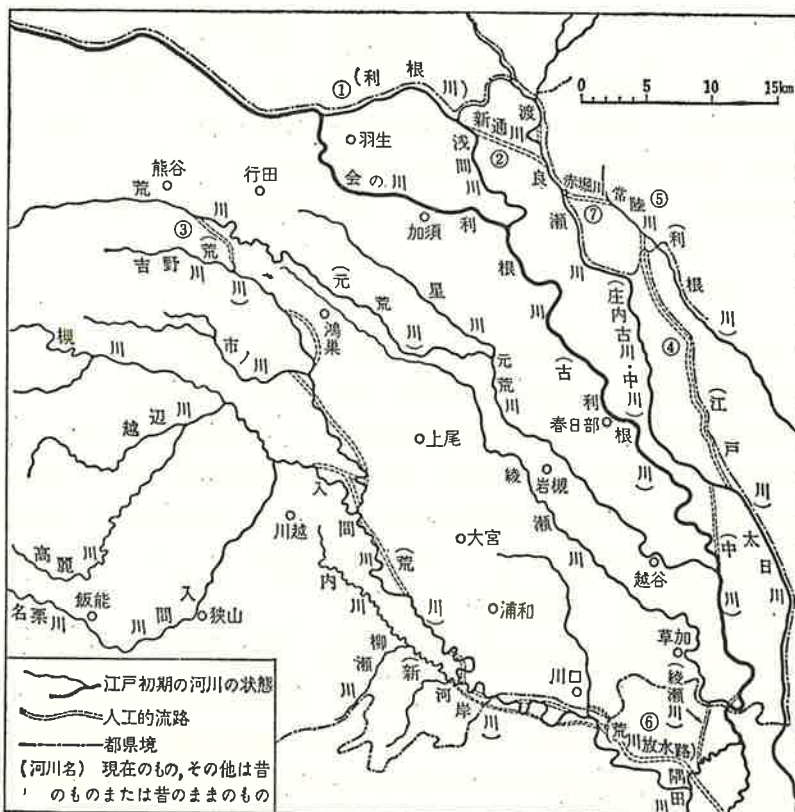 ① (利根川)
0 5 10 15km
渡良瀬川
新通川
②
浅間川
羽生
会の川
利根川
加須
熊谷
行田
荒川
③
(荒川)
吉野川
赤堀川
⑦
常陸川
⑤
(利根川)
(元荒川)
星川
元荒川
(庄内古川・中川)
④
(江戸川)
太日川
槻川
市ノ川
鴻巣
越辺川
(古利根川)
春日部
上尾
綾瀬川
岩槻
入間川
川越
(荒川)
大宮
越谷
(中川)
高麗川
名栗川
飯能
入間川
狭山
内川
浦和
草加
(綾瀬川)
柳瀬川
(新河岸川)
川口
⑥
(荒川放水路)
隅田川
江戸初期の河川の状態
人工的流路
都県境
(河川名) 現在のもの,その他は昔
のものまたは昔のままのもの